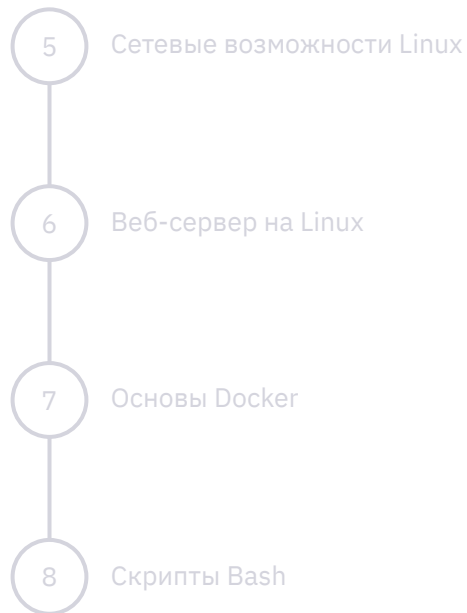 5 Сетевые возможности Linux
6 Веб-сервер на Linux
7 Основы Docker
8 Скрипты Bash